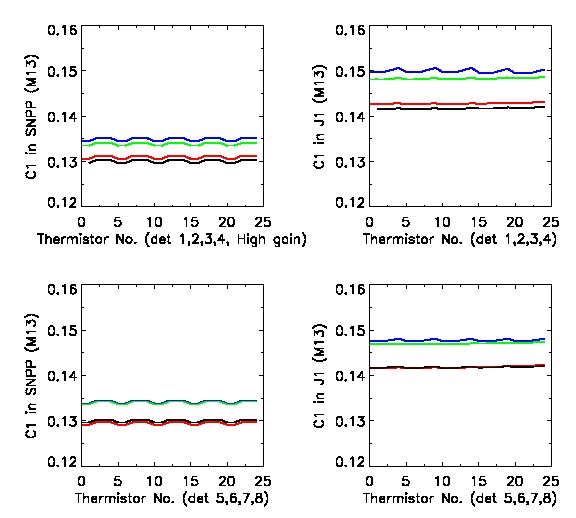 0.16
0.15
0.14
0.13
0.12
C1 in SNPP (M13)
0 5 10 15 20 25
Thermistor No. (det 1,2,3,4, High gain)
0.16
0.15
0.14
0.13
0.12
C1 in J1 (M13)
0 5 10 15 20 25
Thermistor No. (det 1,2,3,4)
0.16
0.15
0.14
0.13
0.12
C1 in SNPP (M13)
0 5 10 15 20 25
Thermistor No. (det 5,6,7,8)
0.16
0.15
0.14
0.13
0.12
C1 in J1 (M13)
0 5 10 15 20 25
Thermistor No. (det 5,6,7,8)